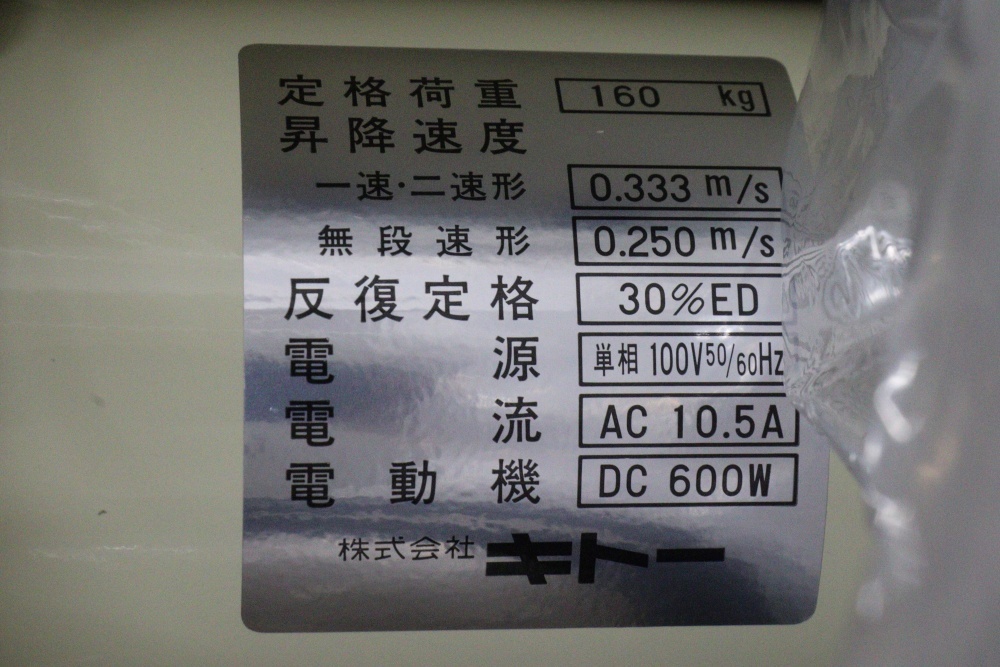 定格荷重 160 kg
昇降速度
一速·二速形 0.333 m/s
無段速形 0.250 m/s
反復定格 30%ED
電源 単相 100V50/60Hz
電流 AC 10.5A
電動機 DC 600W
株式会社 キトー